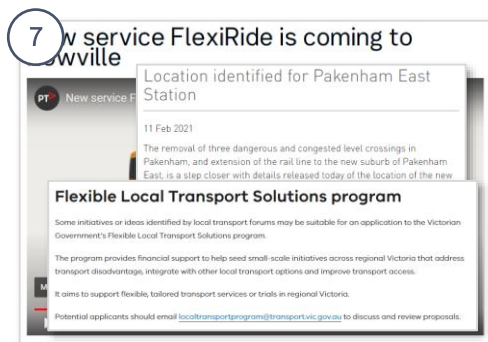 7
w service FlexiRide is coming to
owville
PT
New service F
Location identified for Pakenham East
Station
11 Feb 2021
The removal of three dangerous and congested level crossings in
Pakenham, and extension of the rail line to the new suburb of Pakenham
East, is a step closer with details released today of the location of the new
Flexible Local Transport Solutions program
Some initiatives or ideas identified by local transport forums may be suitable for an application to the Victorian
Government's Flexible Local Transport Solutions program.
The program provides financial support to help seed small-scale initiatives across regional Victoria that address
transport disadvantage, integrate with other local transport options and improve transport access.
It aims to support flexible, tailored transport services or trials in regional Victoria.
Potential applicants should email localtransportprogram@transport.vic.gov.au to discuss and review proposals.